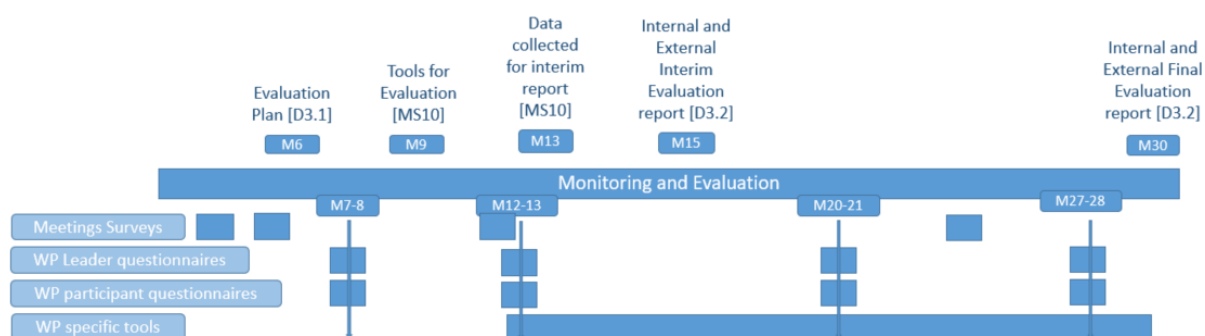 Evaluation
Plan [D3.1]
M6
Tools for
Evaluation
[MS10]
M9
Data
collected
for interim
report
[MS10]
M13
Internal and
External
Interim
Evaluation
report [D3.2]
M15
Internal and
External Final
Evaluation
report [D3.2]
M30
Monitoring and Evaluation
M7-8
M12-13
M20-21
M27-28
Meetings Surveys
WP Leader questionnaires
WP participant questionnaires
WP specific tools